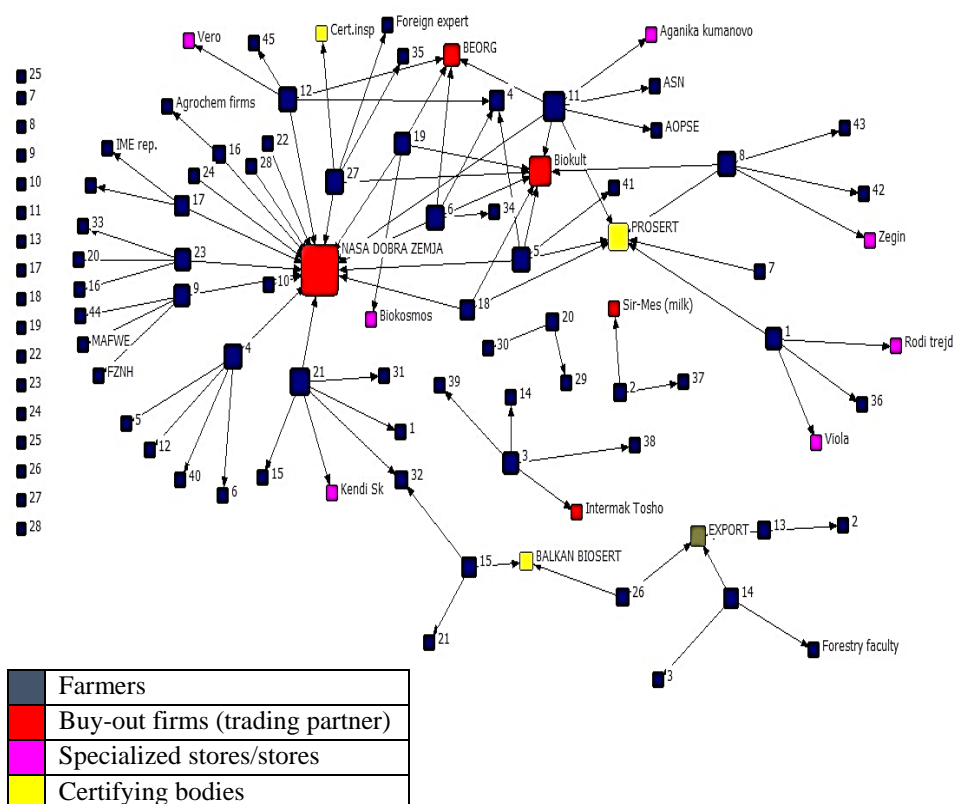 Foreign expert
Cert.insp
Aganika kumanovo
Vero
45
35
BEORG
25
ASN
7
12
4
11
Agrochem firms
43
8
AOPSE
22
19
IME rep.
16
Biokult
8
9
28
24
27
41
10
17
6
34
42
11
33
PROSERT
5
Zegin
13
23
NASA DOBRA ZEMJA
20
17
16
10
7
9
18
18
44
Biokosmos
Sir-Mes (milk)
20
19
MAFWE
4
30
1
Rodi trejd
22
FZNH
21
31
39
29
2
37
23
14
36
24
5
1
38
25
12
3
Viola
26
40
15
32
27
6
Kendi Sk
Intermak Tosho
28
EXPORT
13
2
15
BALKAN BIOSERT
26
14
21
Forestry faculty
3
Farmers
Buy-out firms (trading partner)
Specialized stores/stores
Certifying bodies